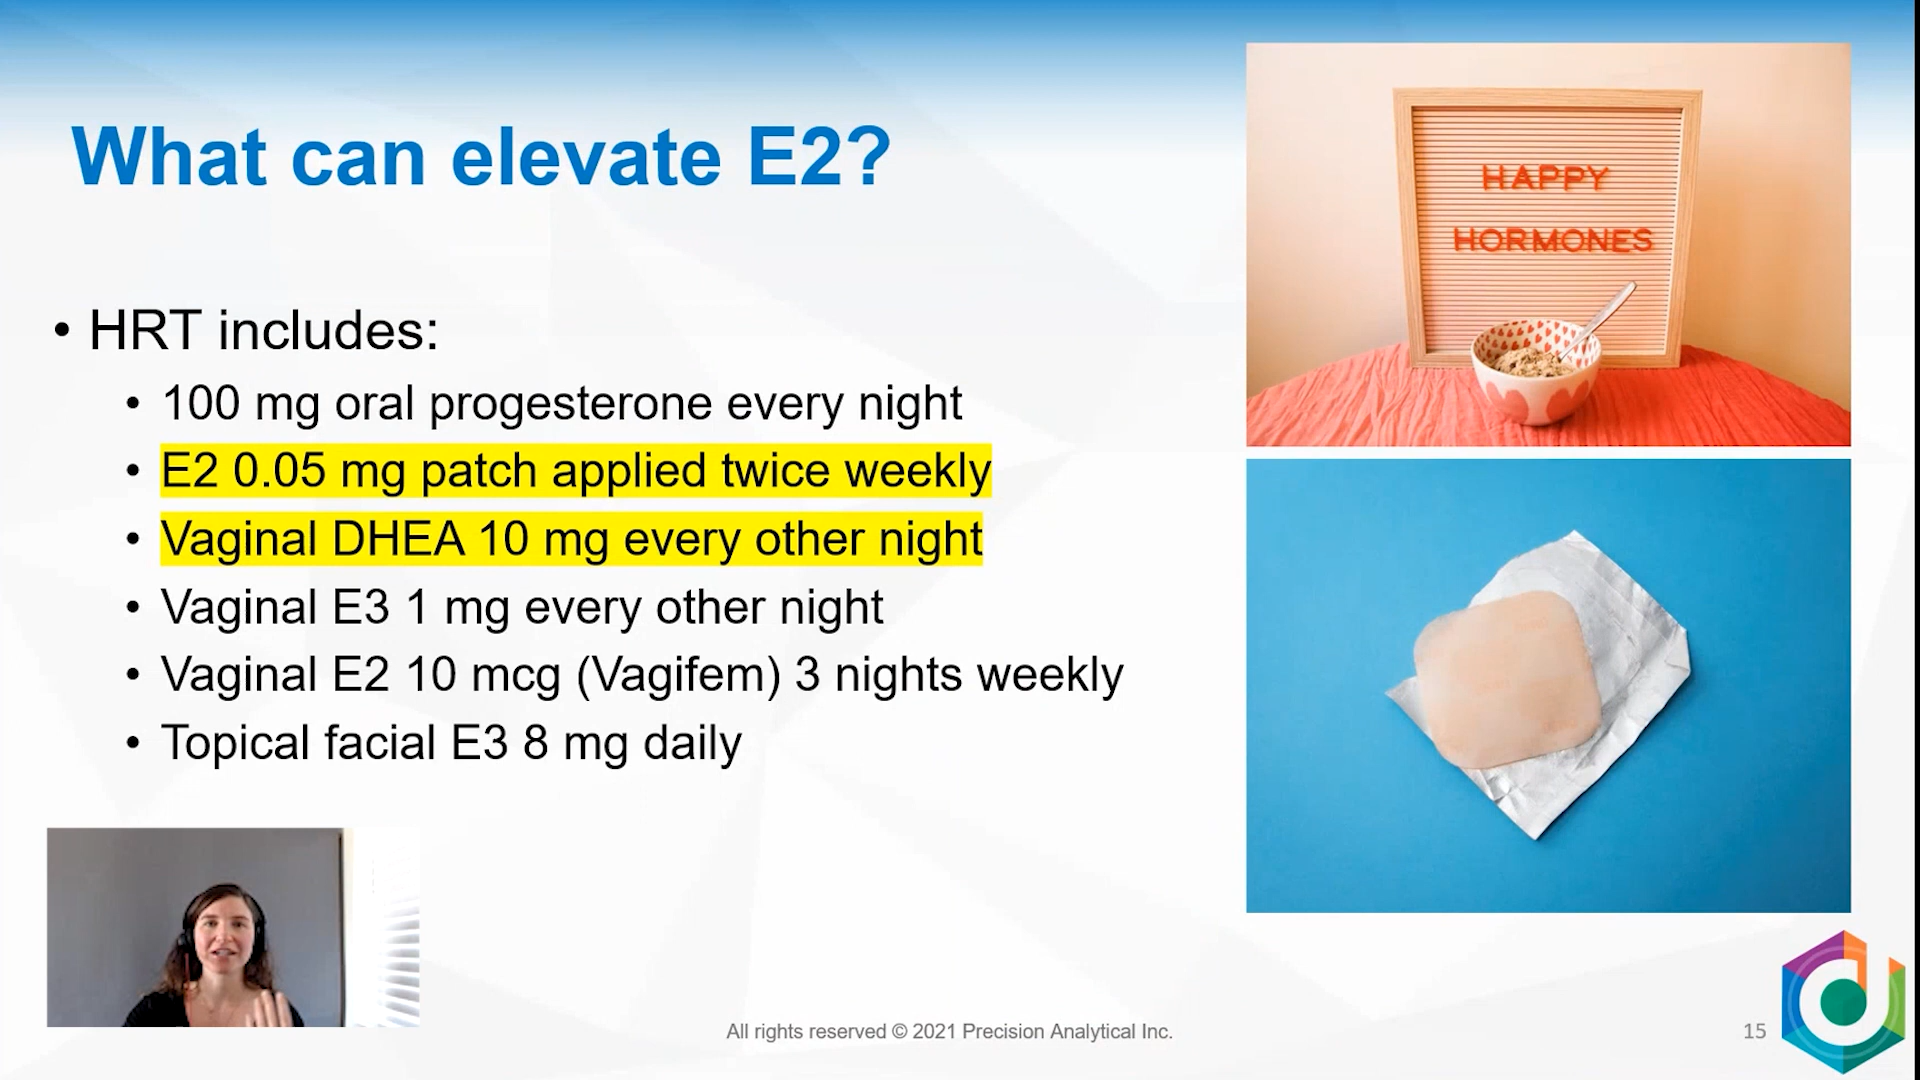 What can elevate E2?
• HRT includes:
• 100 mg oral progesterone every night
• E2 0.05 mg patch applied twice weekly
• Vaginal DHEA 10 mg every other night
• Vaginal E3 1 mg every other night
• Vaginal E2 10 mcg (Vagifem) 3 nights weekly
• Topical facial E3 8 mg daily
HAPPY
HORMONES
All rights reserved © 2021 Precision Analytical Inc.
15